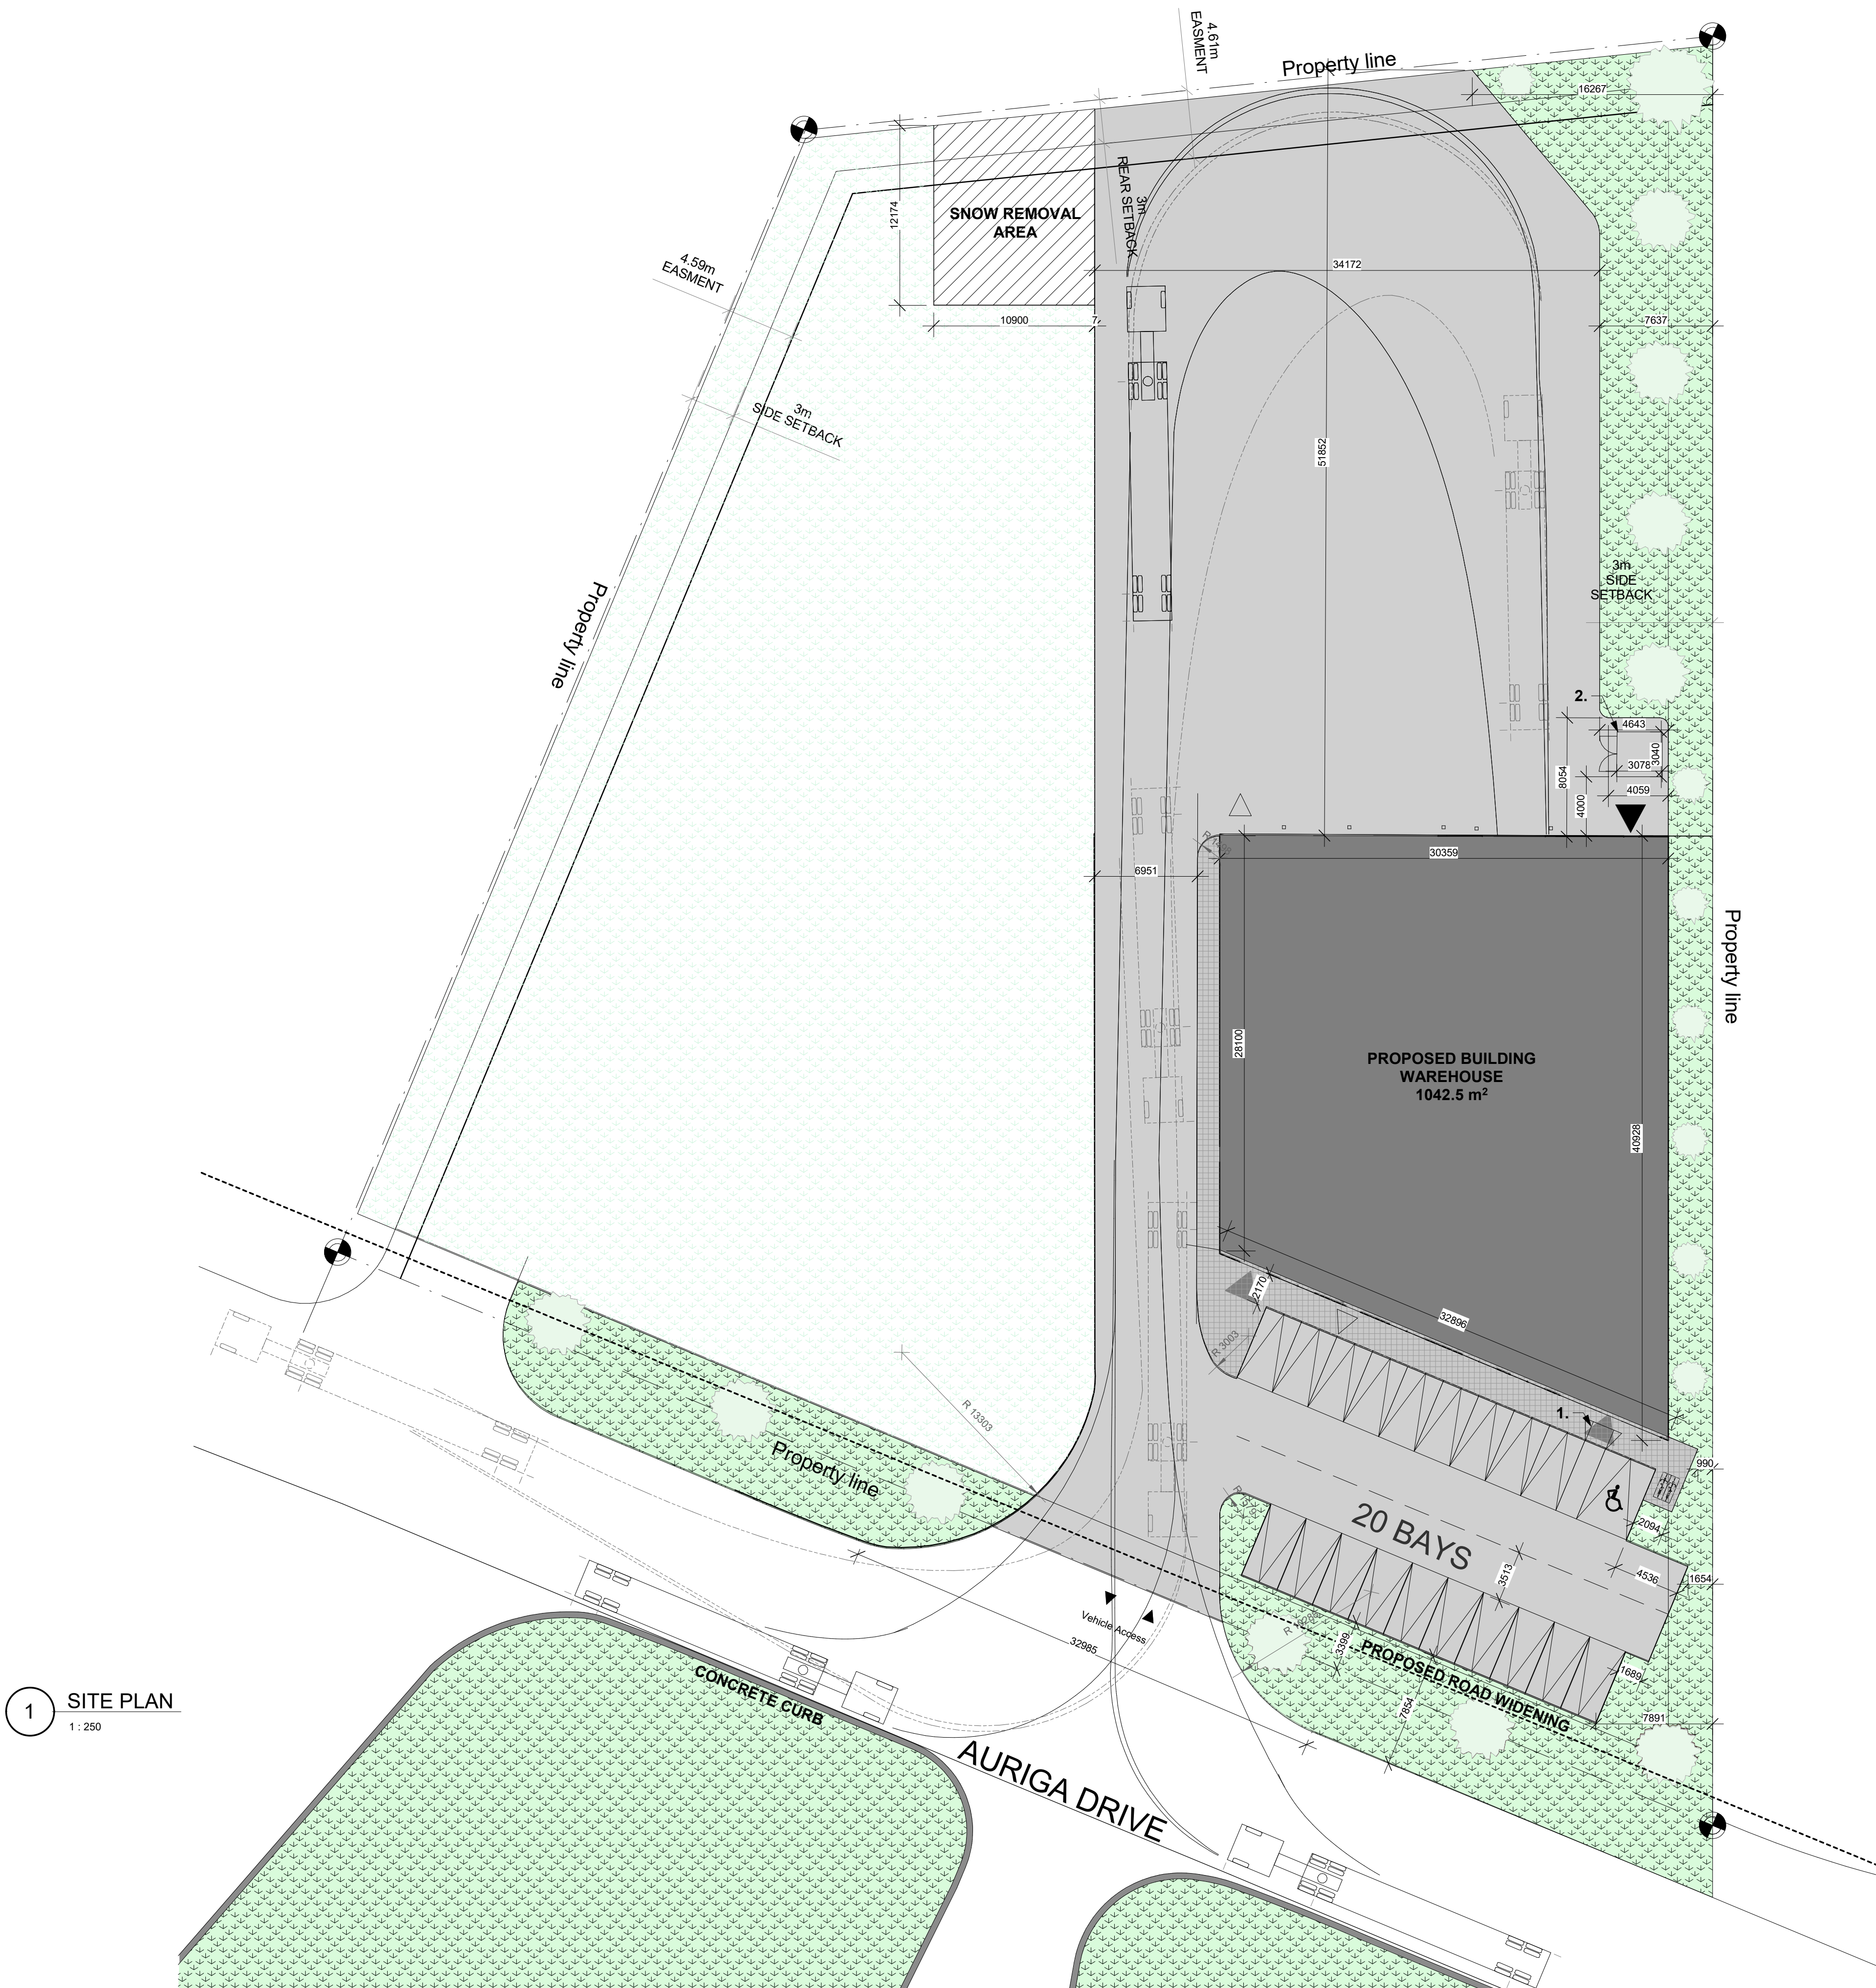 4.61m
EASMENT
Property line
16267
12174
SNOW REMOVAL
AREA
3m
REAR SETBACK
4.59m
EASMENT
34172
10900
7637
3m
SIDE SETBACK
51852
Property line
3m
SIDE
SETBACK
2.
4643
3040
3078
8054
4059
4000
30359
6951
Property line
28100
PROPOSED BUILDING
WAREHOUSE
1042.5 m²
40928
2170
32896
R 3003
R 13303
1.
990
Property line
20 BAYS
2094
3513
4536
1654
Vehicle Access
32985
3399
PROPOSED ROAD WIDENING
1689
7854
7891
CONCRETE CURB
AURIGA DRIVE
1
SITE PLAN
1 : 250